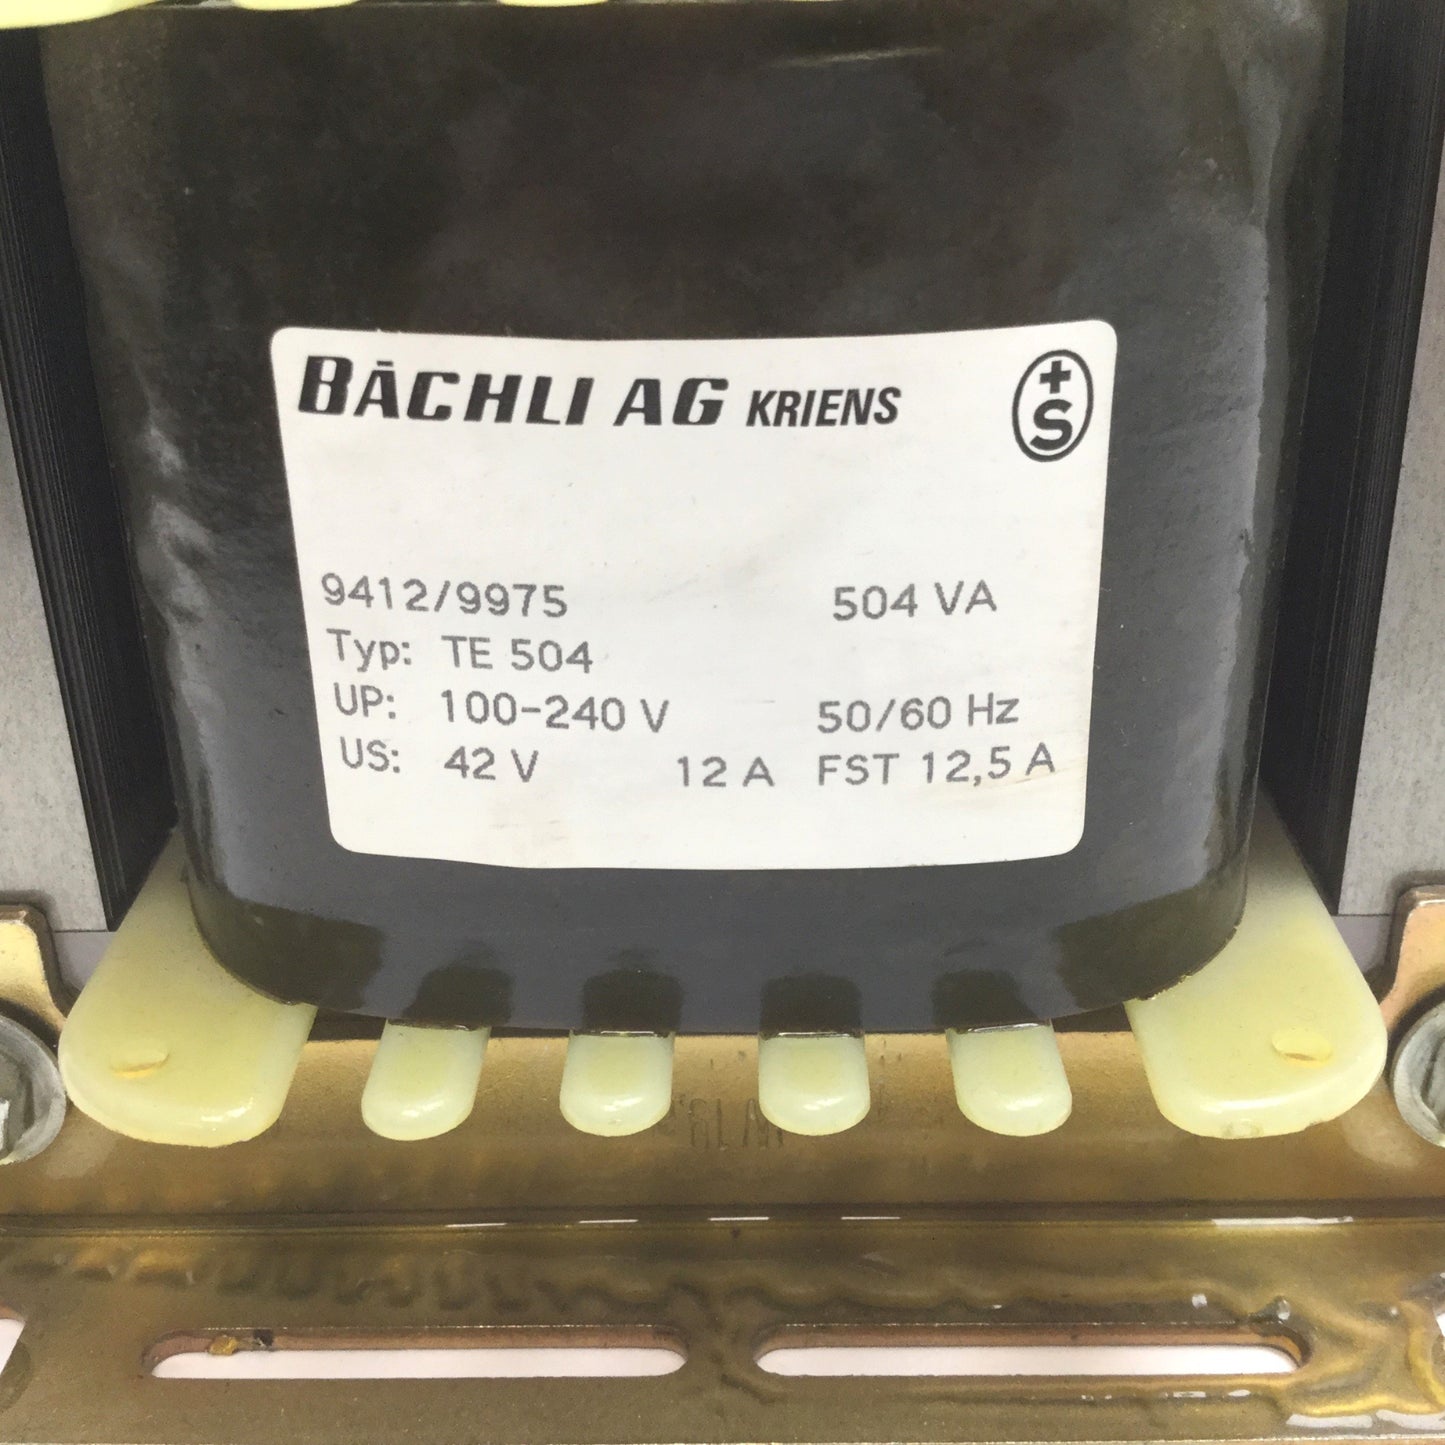 BÄCHLI AG KRIENS
+S
9412/9975 504 VA
Typ: TE 504
UP: 100-240 V 50/60 Hz
US: 42 V 12 A FST 12,5 A